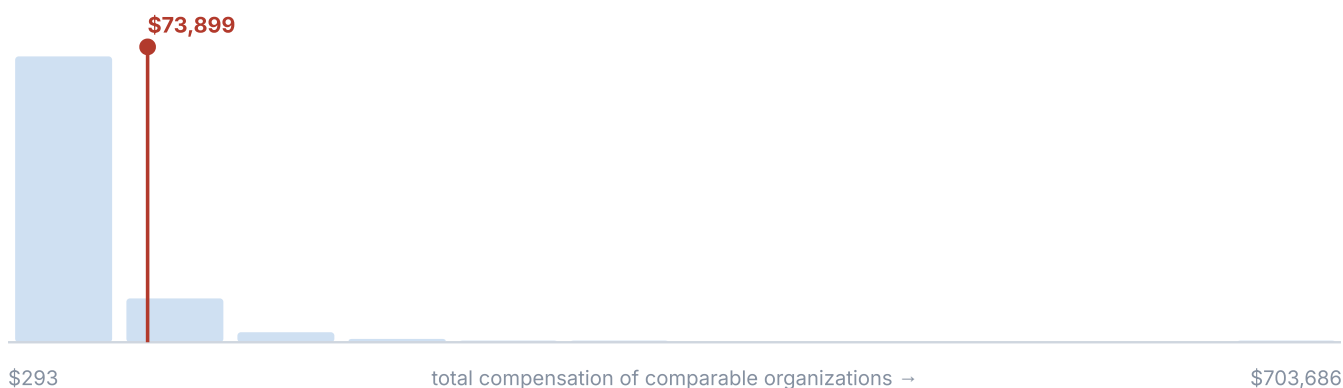 $73,899
$293
total compensation of comparable organizations →
$703,686